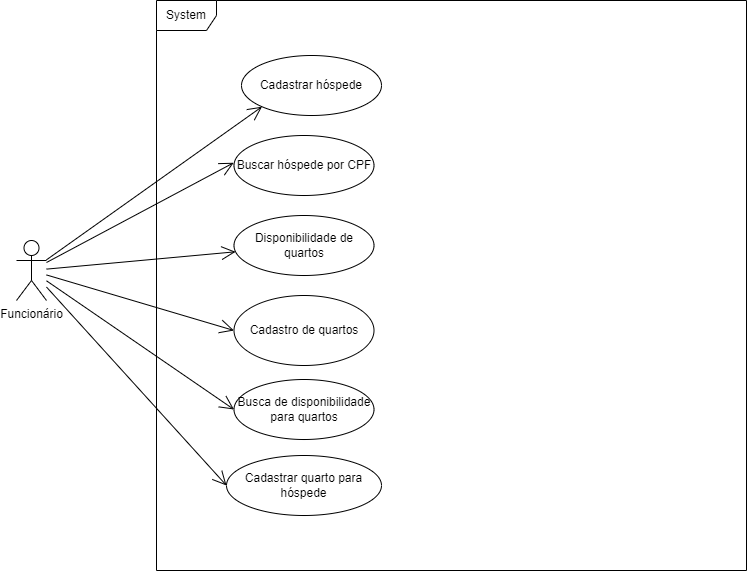 System
Cadastrar hóspede
Buscar hóspede por CPF
Disponibilidade de
quartos
Funcionário
Cadastro de quartos
Busca de disponibilidade
para quartos
Cadastrar quarto para
hóspede